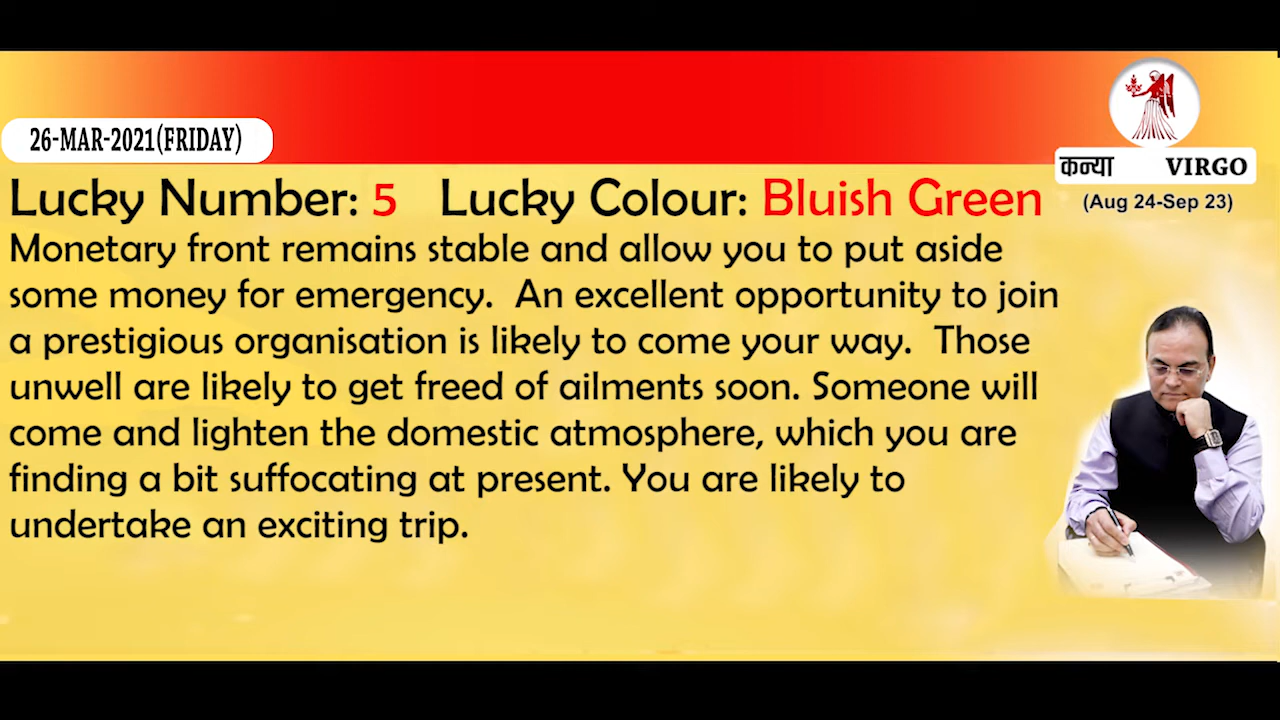 26-MAR-2021(FRIDAY)
कन्या VIRGO
(Aug 24-Sep 23)
Lucky Number: 5 Lucky Colour: Bluish Green
Monetary front remains stable and allow you to put aside
some money for emergency. An excellent opportunity to join
a prestigious organisation is likely to come your way. Those
unwell are likely to get freed of ailments soon. Someone will
come and lighten the domestic atmosphere, which you are
finding a bit suffocating at present. You are likely to
undertake an exciting trip.